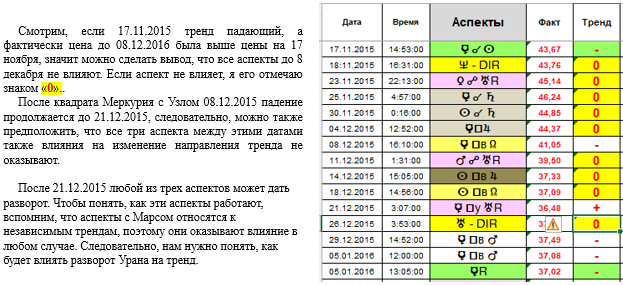 Смотрим, если 17.11.2015 тренд падающий, а
фактически цена до 08.12.2016 была выше цены на 17
ноября, значит можно сделать вывод, что все аспекты до 8
декабря не влияют. Если аспект не влияет, я его отмечаю
знаком «0»..
После квадрата Меркурия с Узлом 08.12.2015 падение
продолжается до 21.12.2015, следовательно, можно также
предположить, что все три аспекта между этими датами
также влияния на изменение направления тренда не
оказывают.
После 21.12.2015 любой из трех аспектов может дать
разворот. Чтобы понять, как эти аспекты работают,
вспомним, что аспекты с Марсом относятся к
независимым трендам, поэтому они оказывают влияние в
любом случае. Следовательно, нам нужно понять, как
будет влиять разворот Урана на тренд.
Дата Время Аспекты Факт Тренд
17.11.2015 14:53:00 ☿ ☌ ☉ 43,67 -
18.11.2015 16:31:00 ♆ - DIR 43,76 0
23.11.2015 22:13:00 ♀ ☍ ♅R 45,14 0
25.11.2015 4:57:00 ☿ ☌ ♄ 46,24 0
30.11.2015 0:16:00 ☉ ☌ ♄ 44,85 0
04.12.2015 12:52:00 ☿□♃ 44,37 0
08.12.2015 16:10:00 ☿ □в ☊ 41,05 -
11.12.2015 1:31:00 ♂ ☍ ♅R 39,50 0
14.12.2015 15:05:00 ☉ □в ♃ 37,33 0
18.12.2015 14:56:00 ☉ □в ☊ 37,09 0
21.12.2015 3:07:00 ☿ □у ♅R 36,48 +
26.12.2015 3:53:00 ♅ - DIR 0
29.12.2015 14:52:00 ☿ □в ♂ 37,49 -
05.01.2016 12:00:00 ☿ □в ♂ 37,08 -
05.01.2016 13:05:00 ☿R 37,02 -